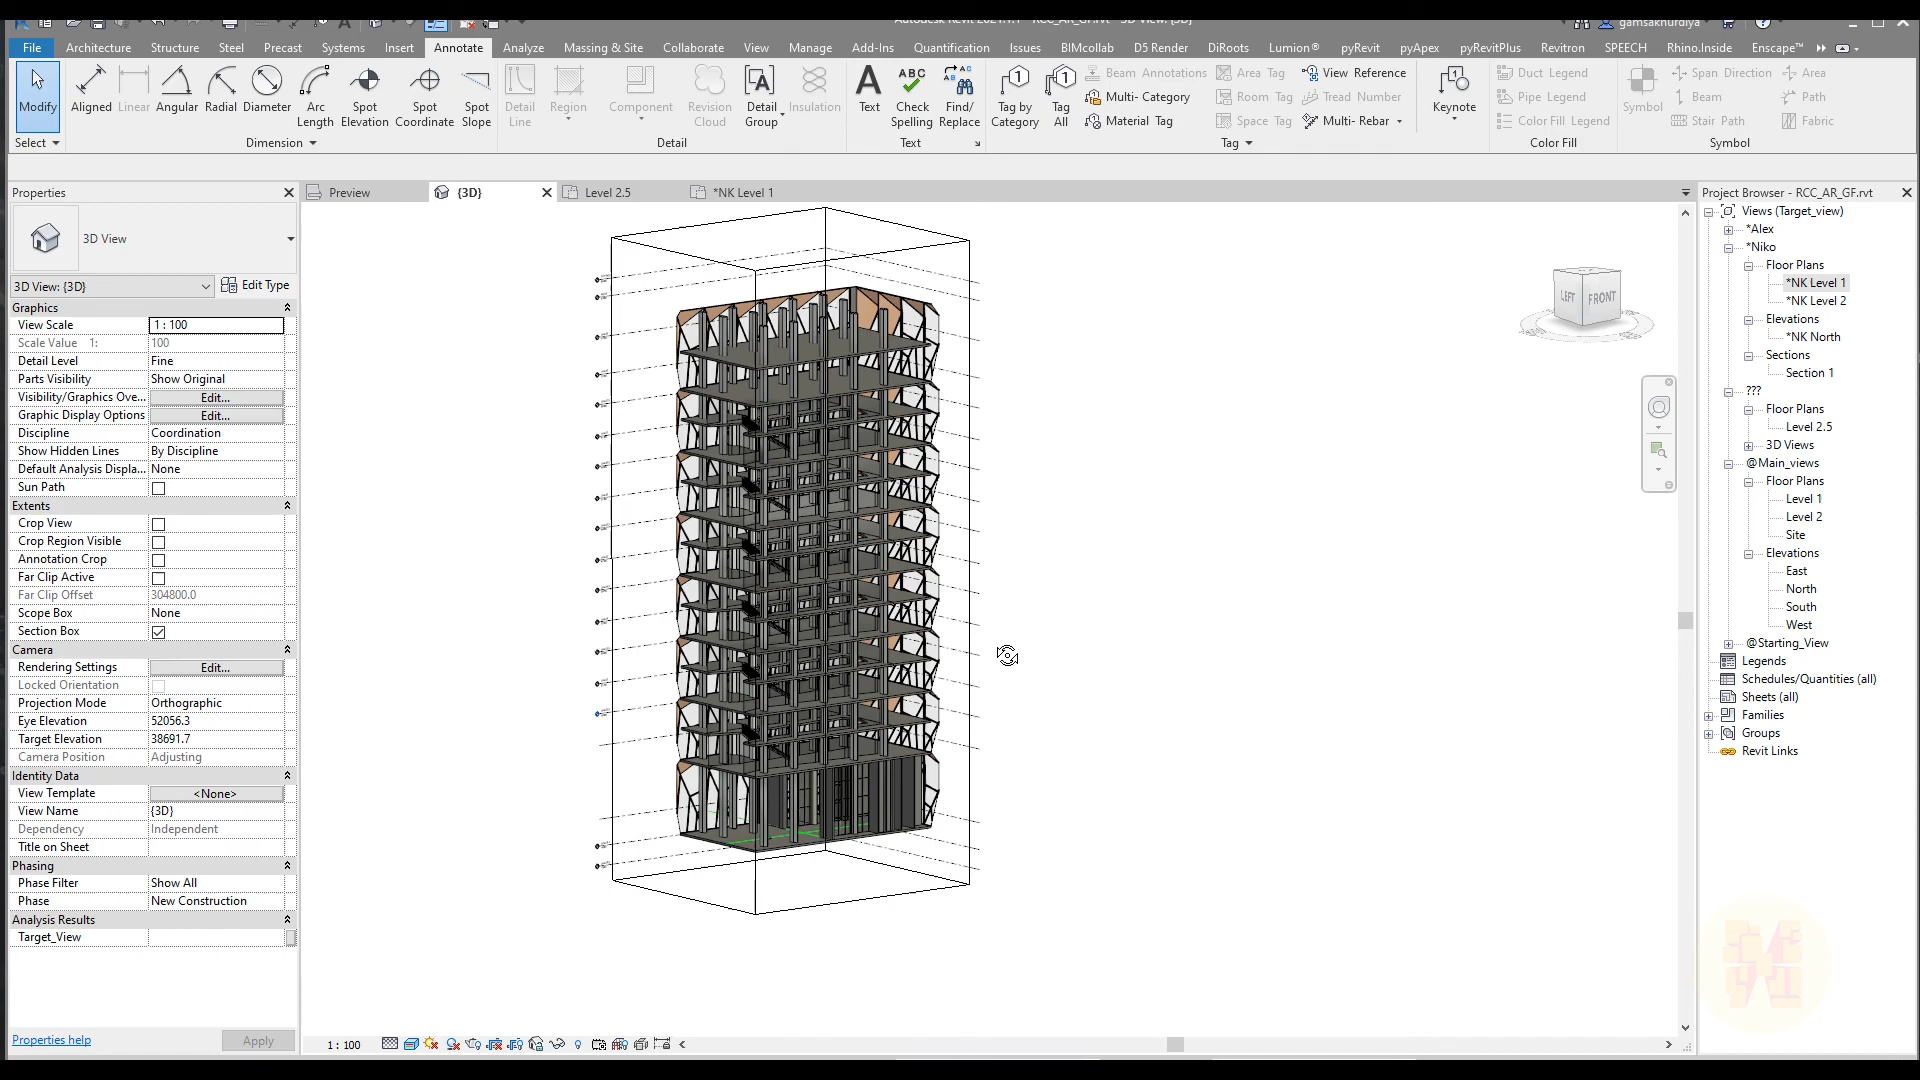 Autodesk Revit 2021.1.1 - RCC_AR_GF.rvt - 3D View: {3D}
gamsakhurdiya
File Architecture Structure Steel Precast Systems Insert Annotate Analyze Massing & Site Collaborate View Manage Add-Ins Quantification Issues BIMcollab D5 Render DiRoots Lumion® pyRevit pyApex pyRevitPlus Revitron SPEECH Rhino.Inside Enscape™
Modify Aligned Linear Angular Radial Diameter Arc Length Spot Elevation Spot Coordinate Spot Slope
Detail Line Region Component Revision Cloud Detail Group Insulation
A Text ABC Check Spelling Find/ Replace
Tag by Category Tag All Beam Annotations Multi- Category Material Tag Area Tag Room Tag Space Tag View Reference Tread Number Multi- Rebar
Keynote Duct Legend Pipe Legend Color Fill Legend
Symbol Span Direction Beam Stair Path Area Path Fabric
Select Dimension Detail Text Tag Color Fill Symbol
Properties
Preview {3D} Level 2.5 *NK Level 1
3D View
3D View: {3D} Edit Type
Graphics
View Scale 1 : 100
Scale Value 1: 100
Detail Level Fine
Parts Visibility Show Original
Visibility/Graphics Ove... Edit...
Graphic Display Options Edit...
Discipline Coordination
Show Hidden Lines By Discipline
Default Analysis Displa... None
Sun Path
Extents
Crop View
Crop Region Visible
Annotation Crop
Far Clip Active
Far Clip Offset 304800.0
Scope Box None
Section Box
Camera
Rendering Settings Edit...
Locked Orientation
Projection Mode Orthographic
Eye Elevation 52056.3
Target Elevation 38691.7
Camera Position Adjusting
Identity Data
View Template <None>
View Name {3D}
Dependency Independent
Title on Sheet
Phasing
Phase Filter Show All
Phase New Construction
Analysis Results
Target_View
Properties help Apply
LEFT FRONT
1 : 100
Project Browser - RCC_AR_GF.rvt
Views (Target_view)
*Alex
*Niko
Floor Plans
*NK Level 1
*NK Level 2
Elevations
*NK North
Sections
Section 1
???
Floor Plans
Level 2.5
3D Views
@Main_views
Floor Plans
Level 1
Level 2
Site
Elevations
East
North
South
West
@Starting_View
Legends
Schedules/Quantities (all)
Sheets (all)
Families
Groups
Revit Links